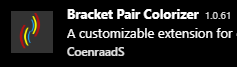 Bracket Pair Colorizer 1.0.61
A customizable extension for
CoenraadS